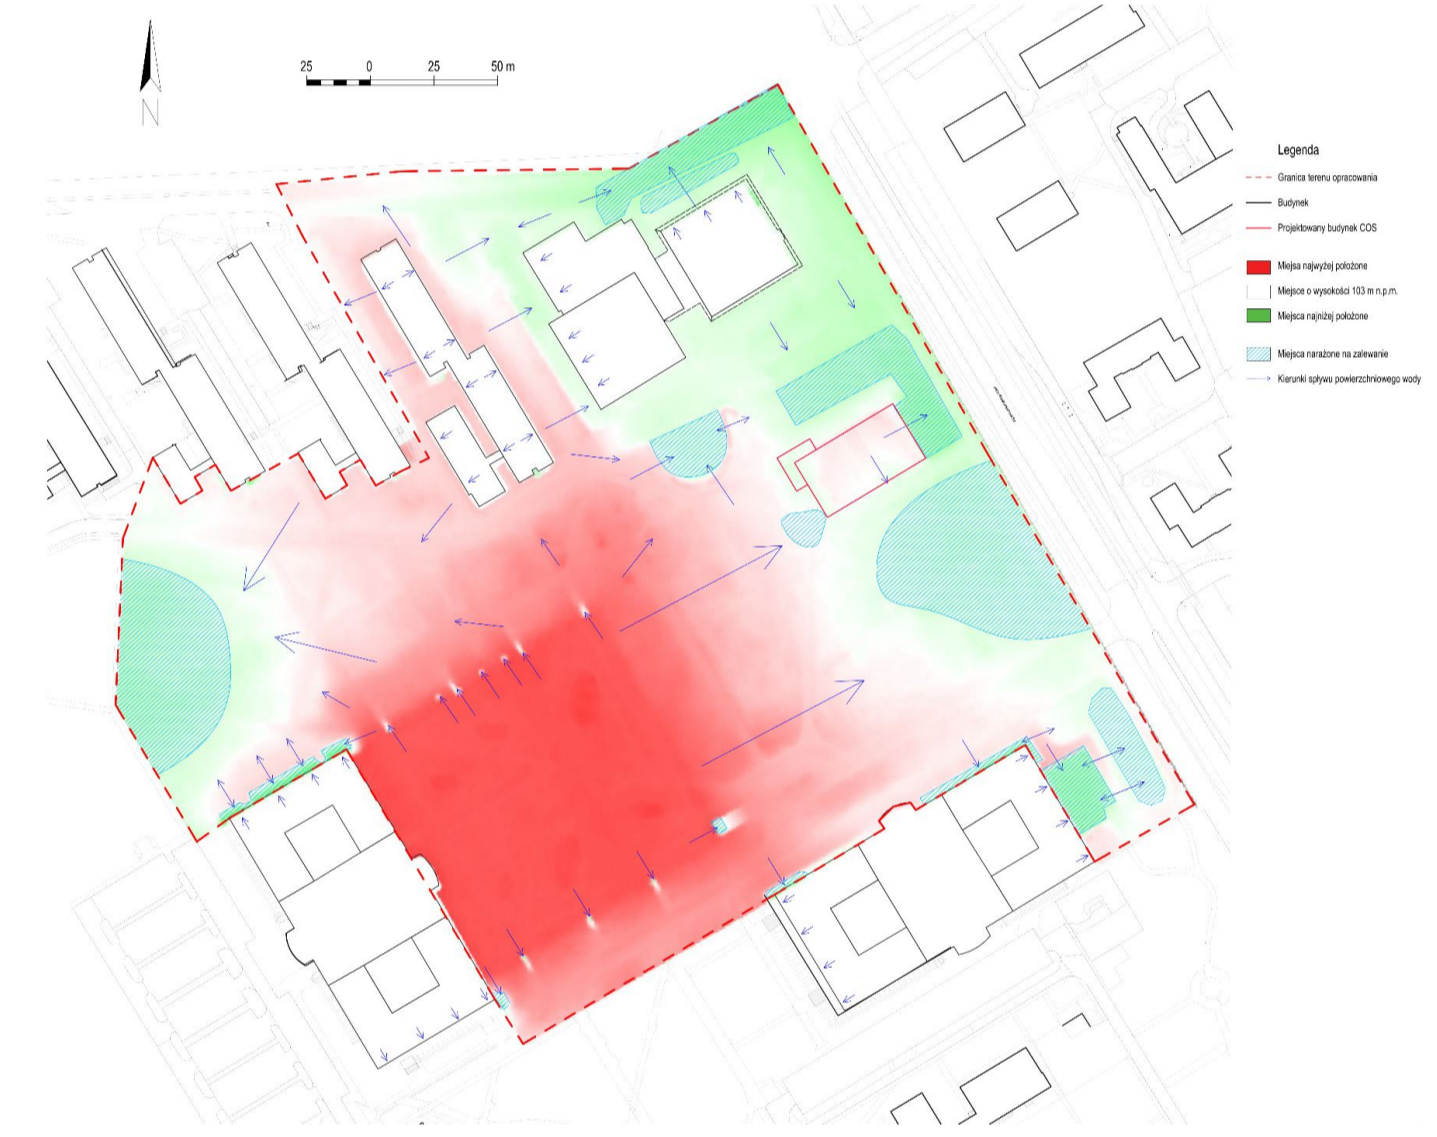 25 0 25 50 m
N
Legenda
Granica terenu opracowania
Budynek
Projektowany budynek COS
Miejsa najwyżej położone
Miejsce o wysokości 103 m n.p.m.
Miejsca najniżej położone
Miejsca narażone na zalewanie
Kierunki spływu powierzchniowego wody